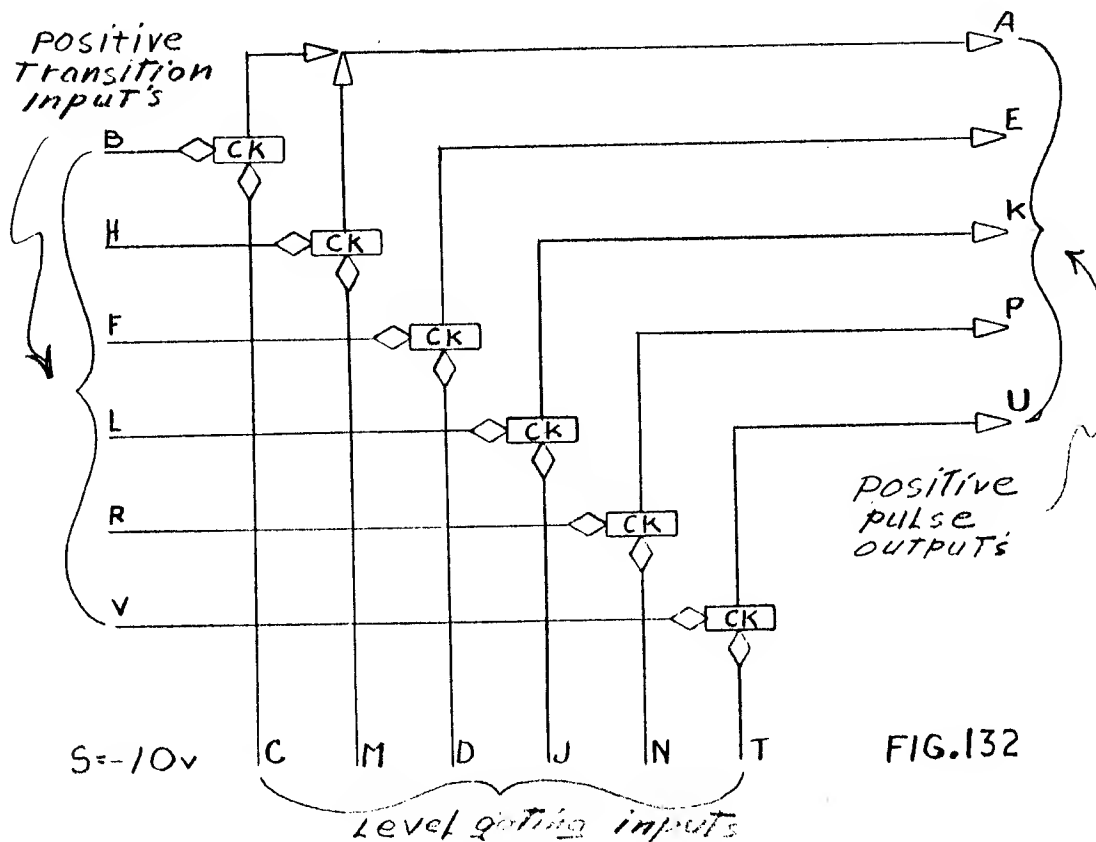 Positive
Transition
Input's
A
E
B
CK
K
H
CK
P
F
CK
U
L
CK
Positive
pulse
outputs
R
CK
V
CK
S=-10v
C
M
D
J
N
T
FIG.132
Level gating inputs